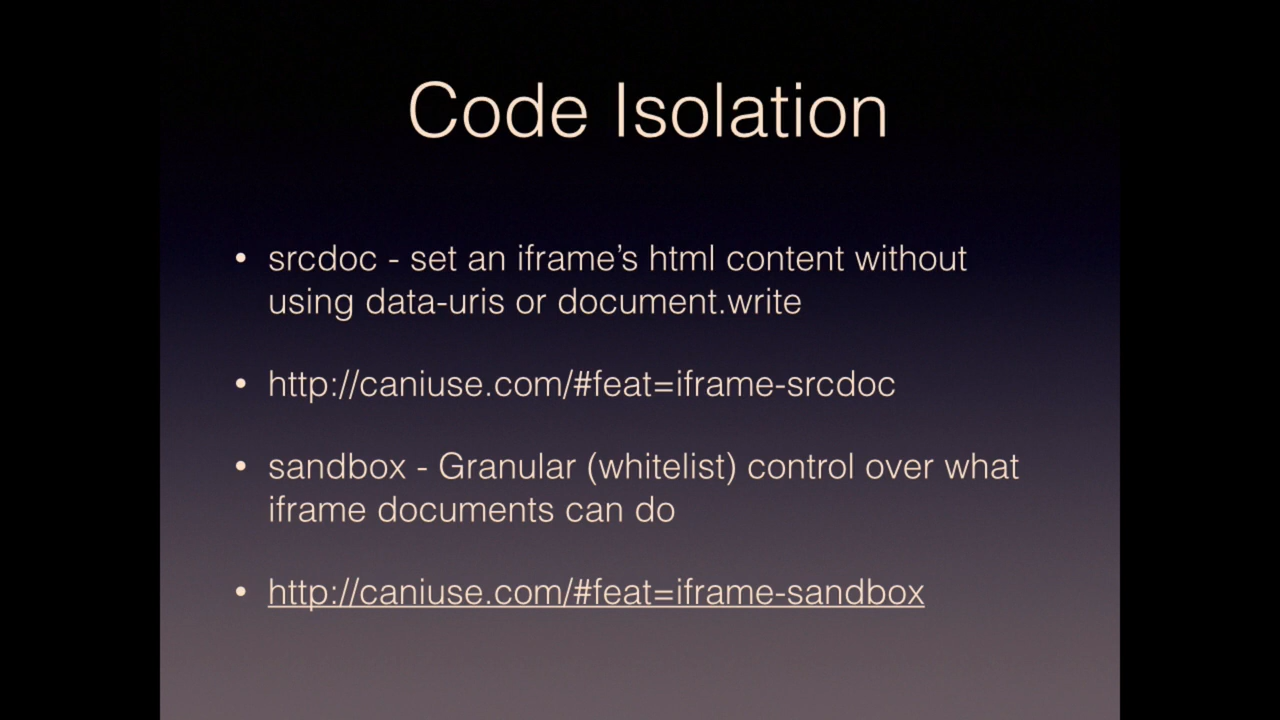 Code Isolation
• srcdoc - set an iframe’s html content without
using data-uris or document.write
• http://caniuse.com/#feat=iframe-srcdoc
• sandbox - Granular (whitelist) control over what
iframe documents can do
• http://caniuse.com/#feat=iframe-sandbox